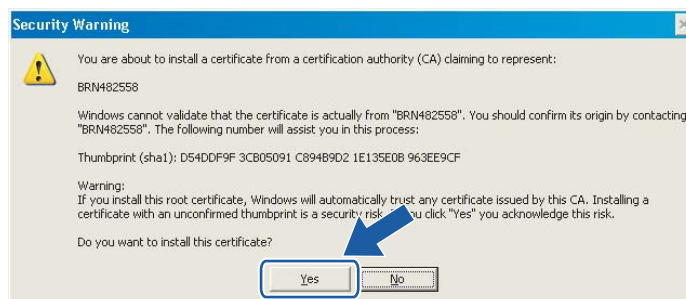 Security Warning
You are about to install a certificate from a certification authority (CA) claiming to represent:
BRN482558
Windows cannot validate that the certificate is actually from "BRN482558". You should confirm its origin by contacting
"BRN482558". The following number will assist you in this process:
Thumbprint (sha1): D54DDF9F 3CB05091 C894B9D2 1E135E0B 963EE9CF
Warning:
If you install this root certificate, Windows will automatically trust any certificate issued by this CA. Installing a
certificate with an unconfirmed thumbprint is a security risk. If you click "Yes" you acknowledge this risk.
Do you want to install this certificate?
Yes No